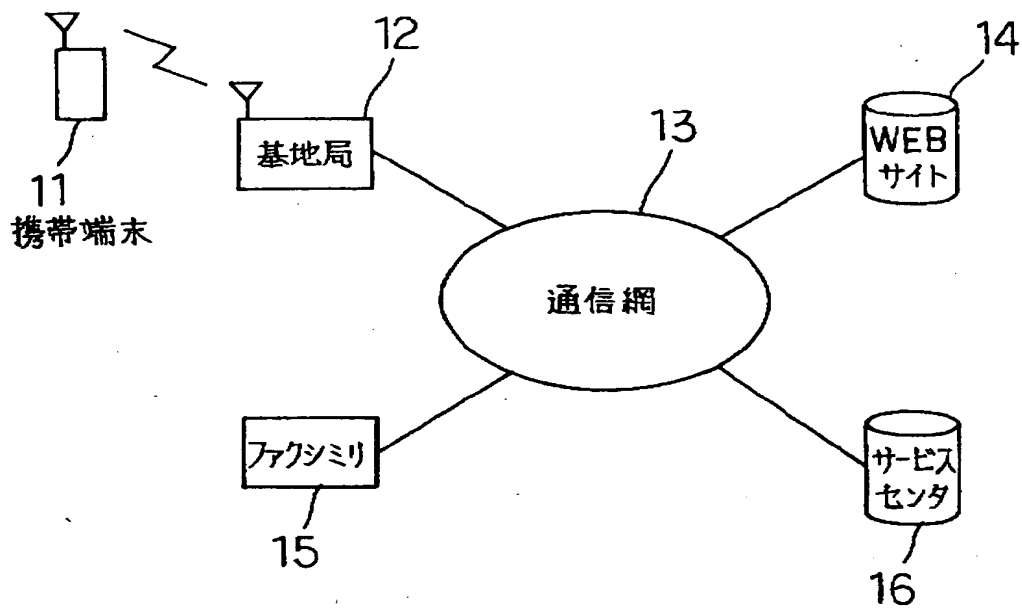 12
14
13
基地局
WEB
サイト
11
携帯端末
通信網
ファクシミリ
サービス
センタ
15
16